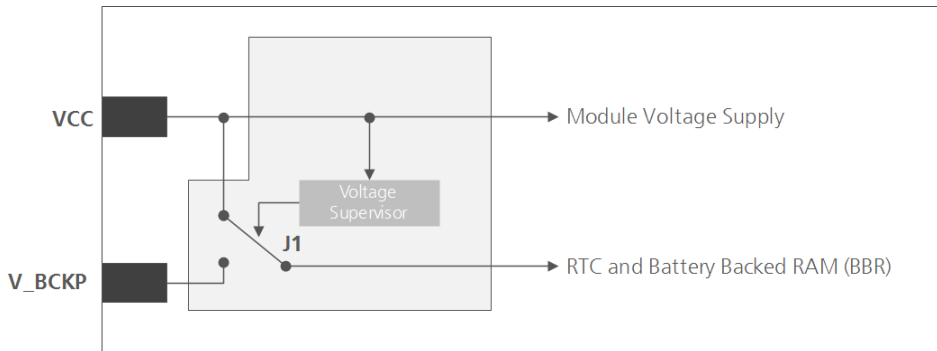 VCC
Module Voltage Supply
Voltage
Supervisor
J1
V_BCKP
RTC and Battery Backed RAM (BBR)